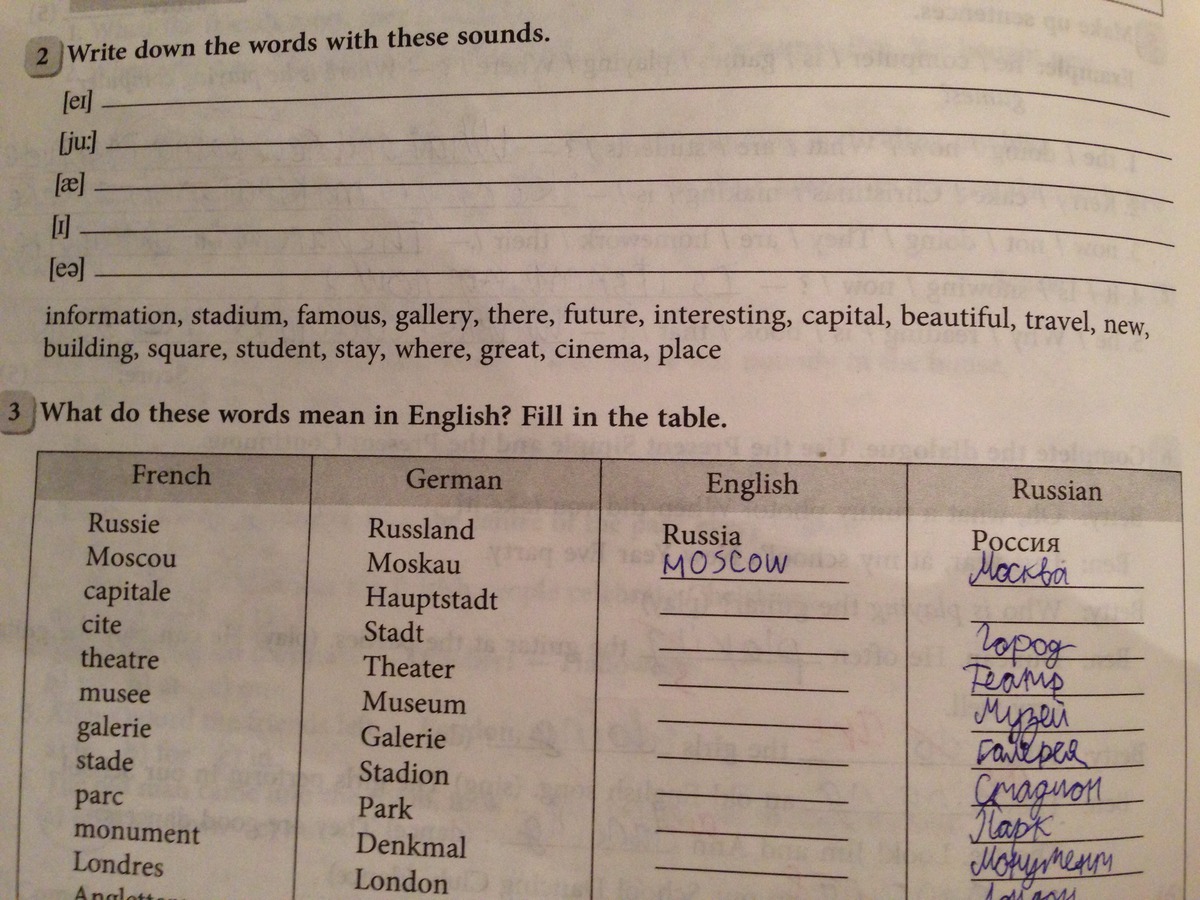 2 Write down the words with these sounds.
[eɪ]
[ju:]
[æ]
[ɪ]
[eə]
information, stadium, famous, gallery, there, future, interesting, capital, beautiful, travel, new,
building, square, student, stay, where, great, cinema, place
3 What do these words mean in English? Fill in the table.
French German English Russian
Russie Russland Russia Россия
Moscou Moskau MOSCOW Москва
capitale Hauptstadt
cite Stadt Город
theatre Theater Театр
musee Museum Музей
galerie Galerie Галерея
stade Stadion Стадион
parc Park Парк
monument Denkmal Монумент
Londres London